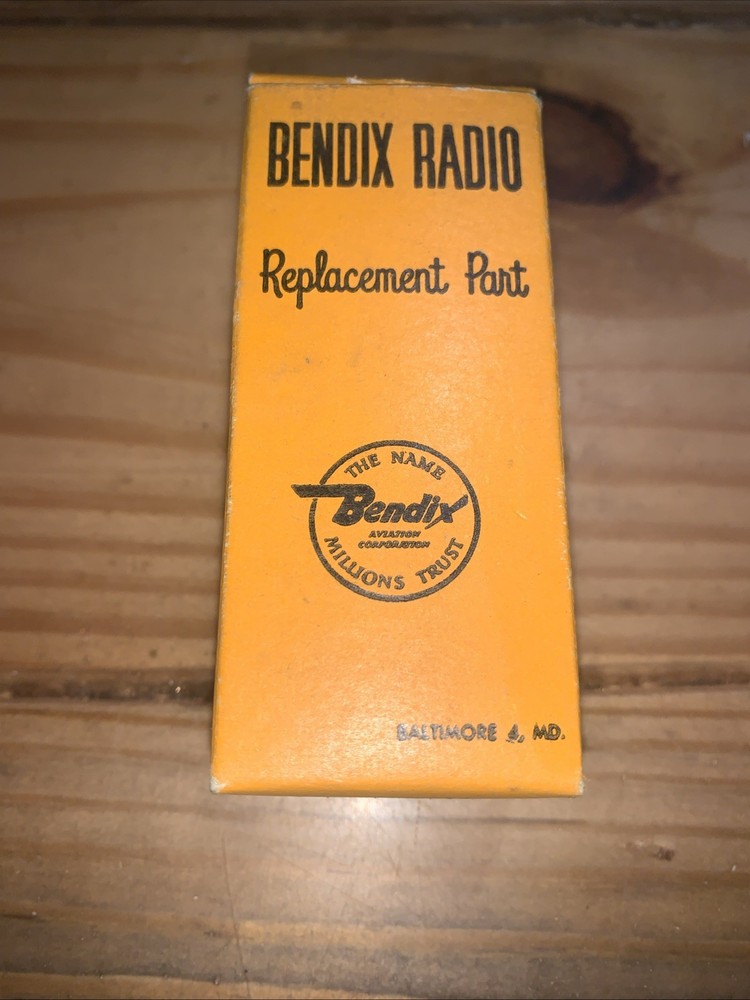 BENDIX RADIO
Replacement Part
THE NAME
Bendix
AVIATION
CORPORATION
MILLIONS TRUST
BALTIMORE 4, MD.